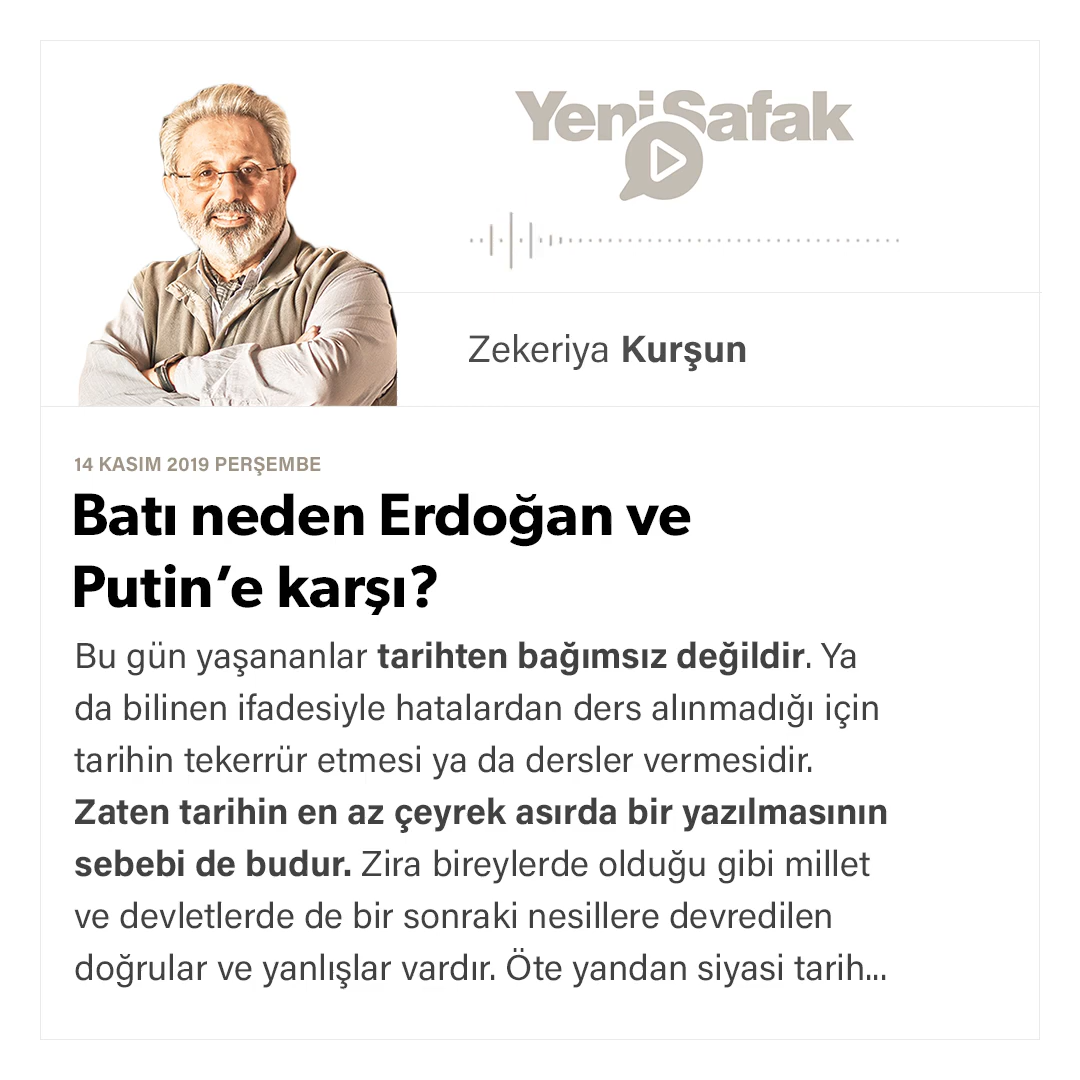 YeniŞafak
Zekeriya Kurşun
14 KASIM 2019 PERŞEMBE
Batı neden Erdoğan ve
Putin’e karşı?
Bu gün yaşananlar tarihten bağımsız değildir. Ya
da bilinen ifadesiyle hatalardan ders alınmadığı için
tarihin tekerrür etmesi ya da dersler vermesidir.
Zaten tarihin en az çeyrek asırda bir yazılmasının
sebebi de budur. Zira bireylerde olduğu gibi millet
ve devletlerde de bir sonraki nesillere devredilen
doğrular ve yanlışlar vardır. Öte yandan siyasi tarih...